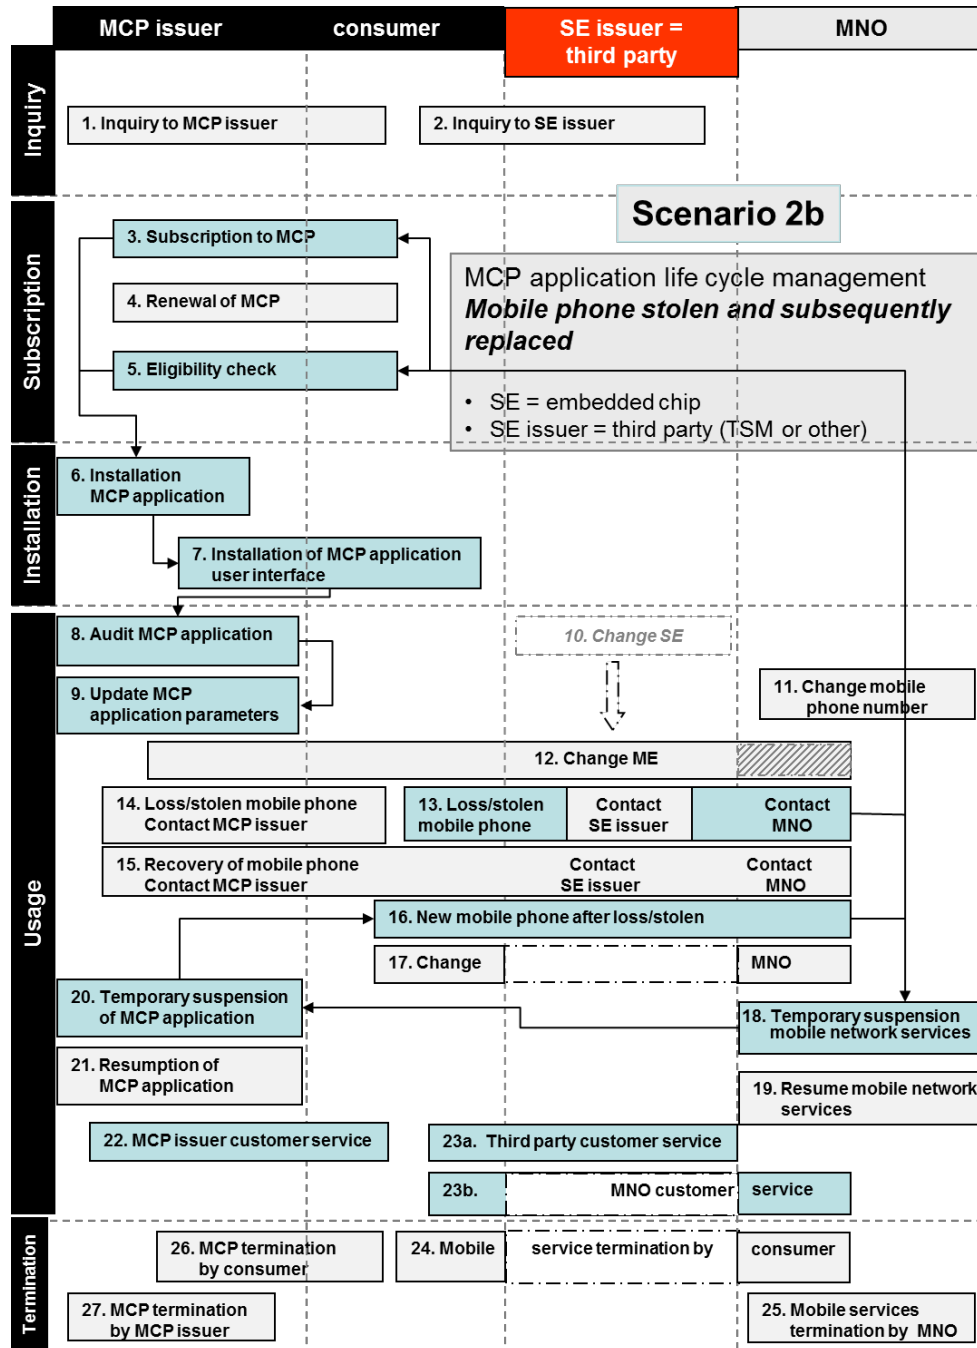 MCP issuer
consumer
SE issuer =
third party
MNO
Inquiry
1. Inquiry to MCP issuer
2. Inquiry to SE issuer
Scenario 2b
Subscription
3. Subscription to MCP
4. Renewal of MCP
5. Eligibility check
MCP application life cycle management
Mobile phone stolen and subsequently
replaced
• SE = embedded chip
• SE issuer = third party (TSM or other)
Installation
6. Installation
MCP application
7. Installation of MCP application
user interface
Usage
8. Audit MCP application
10. Change SE
9. Update MCP
application parameters
11. Change mobile
phone number
12. Change ME
14. Loss/stolen mobile phone
Contact MCP issuer
13. Loss/stolen
mobile phone
Contact
SE issuer
Contact
MNO
15. Recovery of mobile phone
Contact MCP issuer
Contact
SE issuer
Contact
MNO
16. New mobile phone after loss/stolen
17. Change
MNO
20. Temporary suspension
of MCP application
18. Temporary suspension
mobile network services
21. Resumption of
MCP application
19. Resume mobile network
services
22. MCP issuer customer service
23a. Third party customer service
23b.
MNO customer
service
Termination
26. MCP termination
by consumer
24. Mobile
service termination by
consumer
27. MCP termination
by MCP issuer
25. Mobile services
termination by MNO